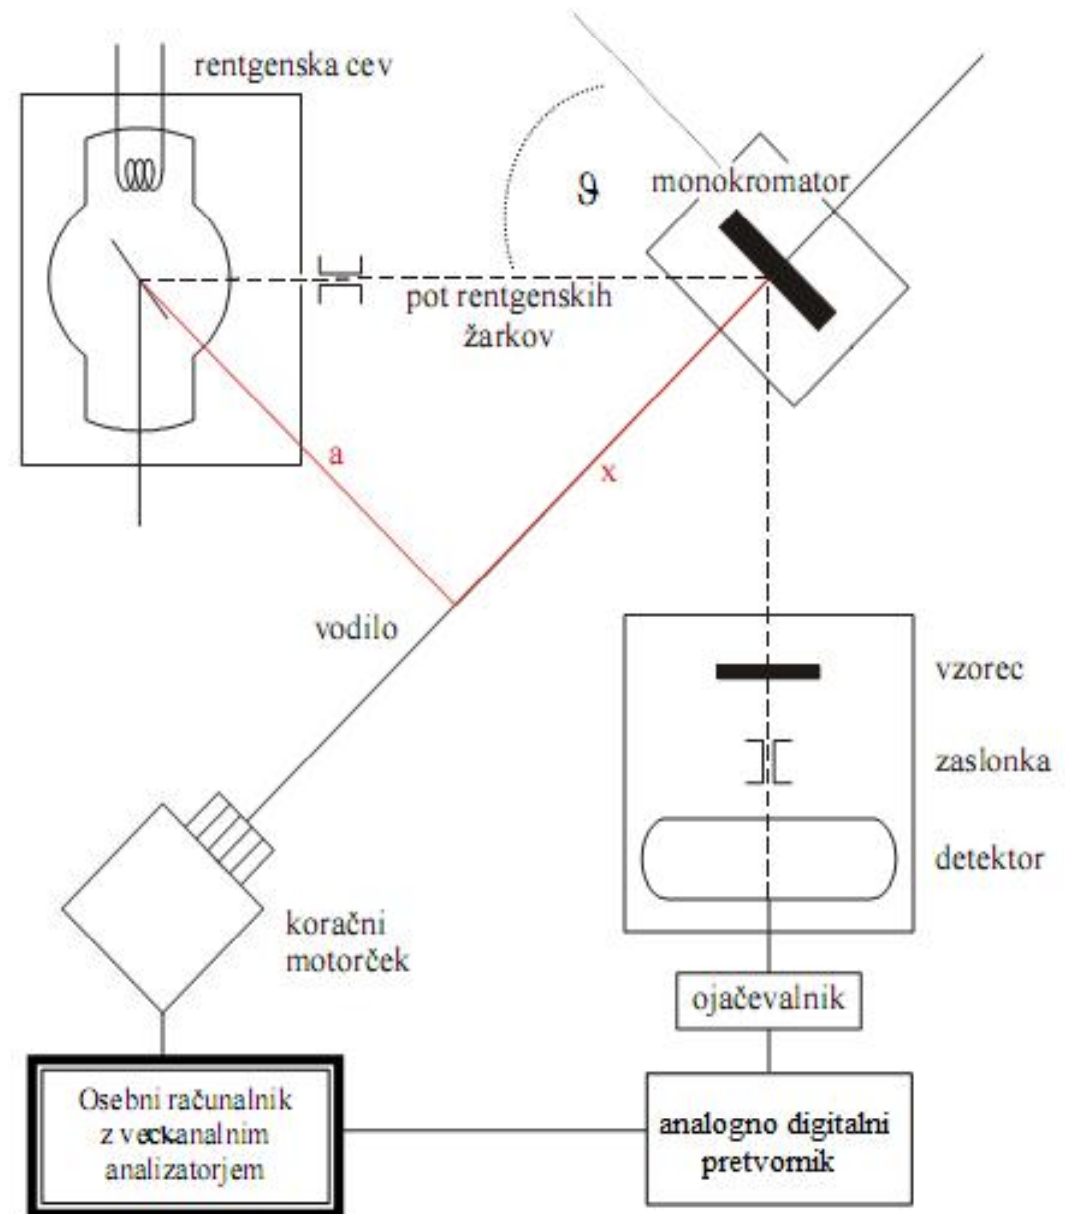 rentgenska cev
ϑ
monokromator
pot rentgenskih
žarkov
a
x
vodilo
vzorec
zaslonka
detektor
koračni
motorček
ojačevalnik
Osebni računalnik
z
analizatorjem
analogno digitalni
pretvornik